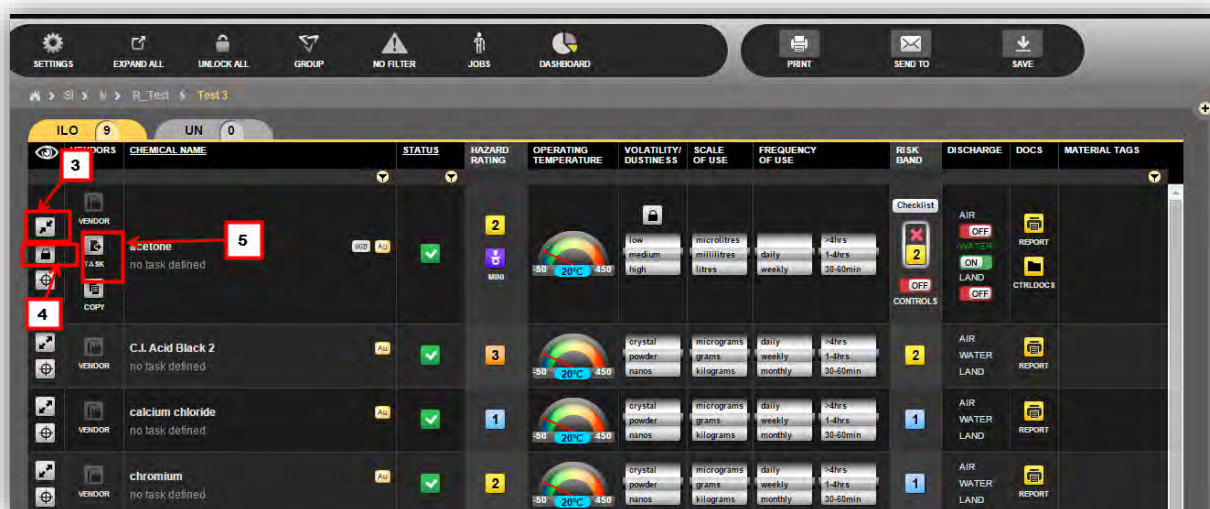 SETTINGS EXPAND ALL UNLOCK ALL GROUP NO FILTER JOBS DASHBOARD PRINT SEND TO SAVE
R_Test Test 3
ILO 9 UN 0
VENDORS CHEMICAL NAME STATUS HAZARD RATING OPERATING TEMPERATURE VOLATILITY/ DUSTINESS SCALE OF USE FREQUENCY OF USE RISK BAND DISCHARGE DOCS MATERIAL TAGS
3
4
5
VENDOR
TASK
COPY
acetone
no task defined
Au
2
MINI
-50 20°C 450
low
medium
high
microlitres
millilitres
litres
daily
weekly
>4hrs
1-4hrs
30-60min
Checklist
2
OFF
CONTROLS
AIR
OFF
WATER
ON
LAND
OFF
REPORT
CTRLDOCS
VENDOR
C.I. Acid Black 2
no task defined
Au
3
-50 20°C 450
crystal
powder
nanos
micrograms
grams
kilograms
daily
weekly
monthly
>4hrs
1-4hrs
30-60min
2
AIR
WATER
LAND
REPORT
VENDOR
calcium chloride
no task defined
Au
1
-50 20°C 450
crystal
powder
nanos
micrograms
grams
kilograms
daily
weekly
monthly
>4hrs
1-4hrs
30-60min
1
AIR
WATER
LAND
REPORT
VENDOR
chromium
no task defined
Au
2
-50 20°C 450
crystal
powder
nanos
micrograms
grams
kilograms
daily
weekly
monthly
>4hrs
1-4hrs
30-60min
1
AIR
WATER
LAND
REPORT